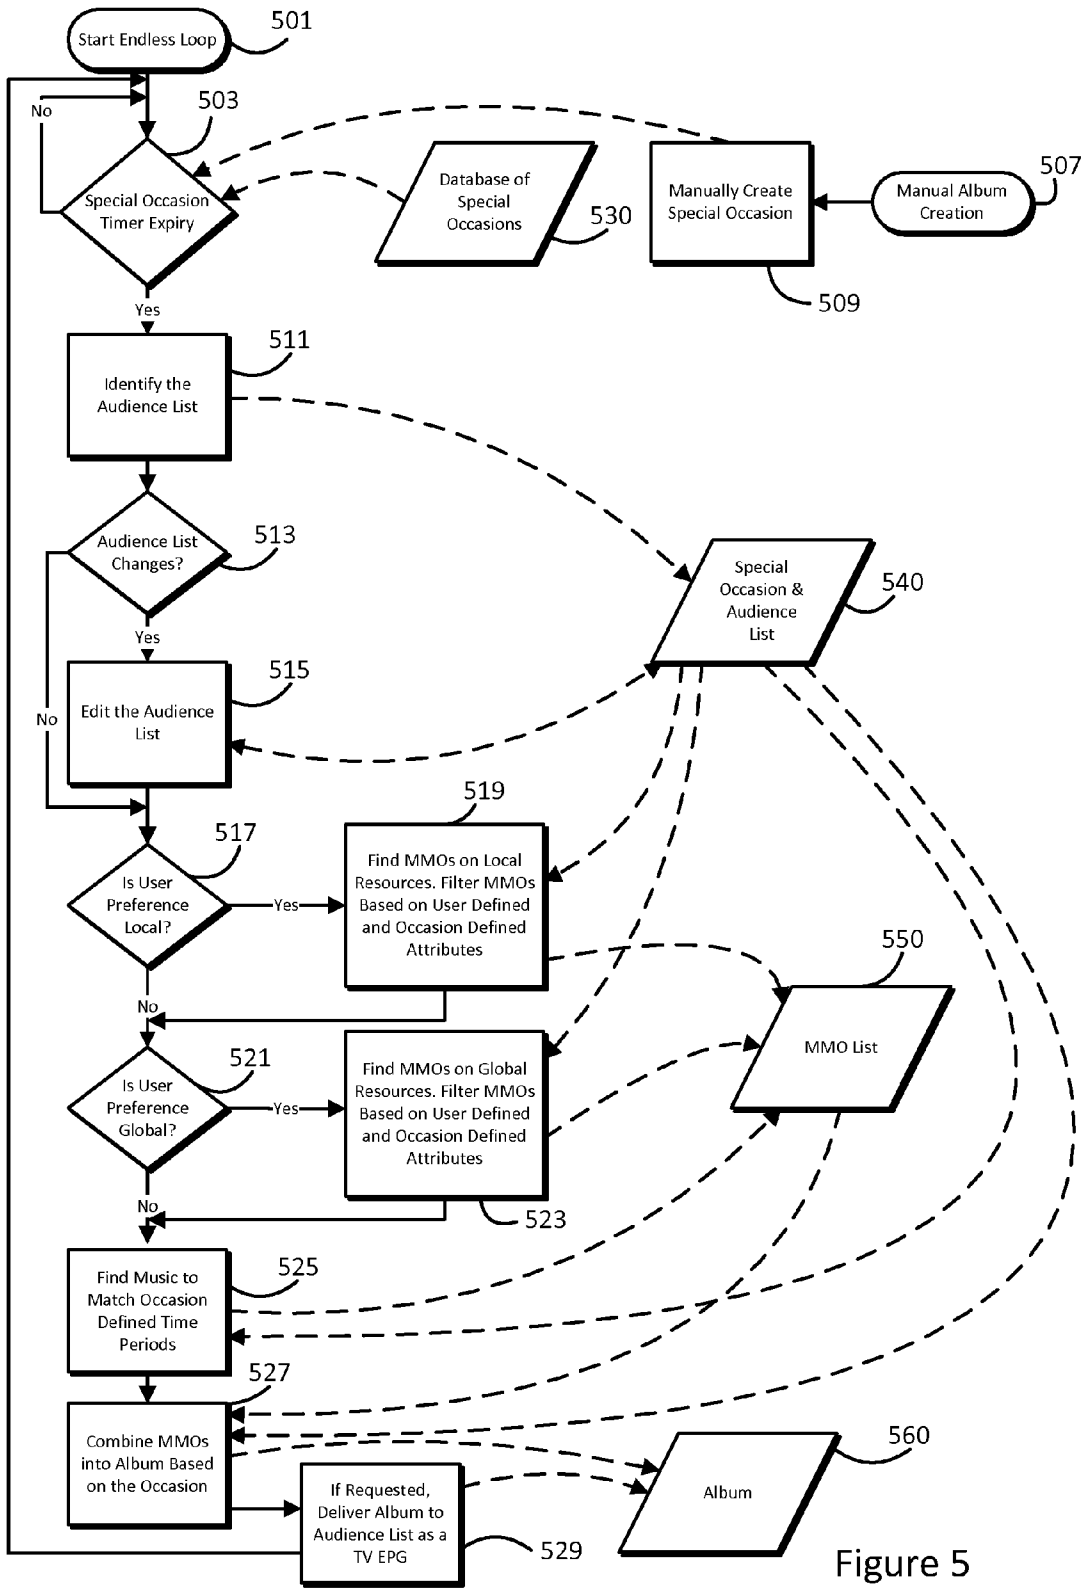 Start Endless Loop
501
No
503
Special Occasion
Timer Expiry
Database of
Special
Occasions
530
Manually Create
Special Occasion
509
Manual Album
Creation
507
Yes
511
Identify the
Audience List
Audience List
Changes?
513
Yes
No
515
Edit the Audience
List
Special
Occasion &
Audience
List
540
517
Is User
Preference
Local?
Yes
519
Find MMOs on Local
Resources. Filter MMOs
Based on User Defined
and Occasion Defined
Attributes
550
MMO List
No
521
Is User
Preference
Global?
Yes
Find MMOs on Global
Resources. Filter MMOs
Based on User Defined
and Occasion Defined
Attributes
523
No
525
Find Music to
Match Occasion
Defined Time
Periods
527
Combine MMOs
into Album Based
on the Occasion
If Requested,
Deliver Album to
Audience List as a
TV EPG
529
Album
560
Figure 5